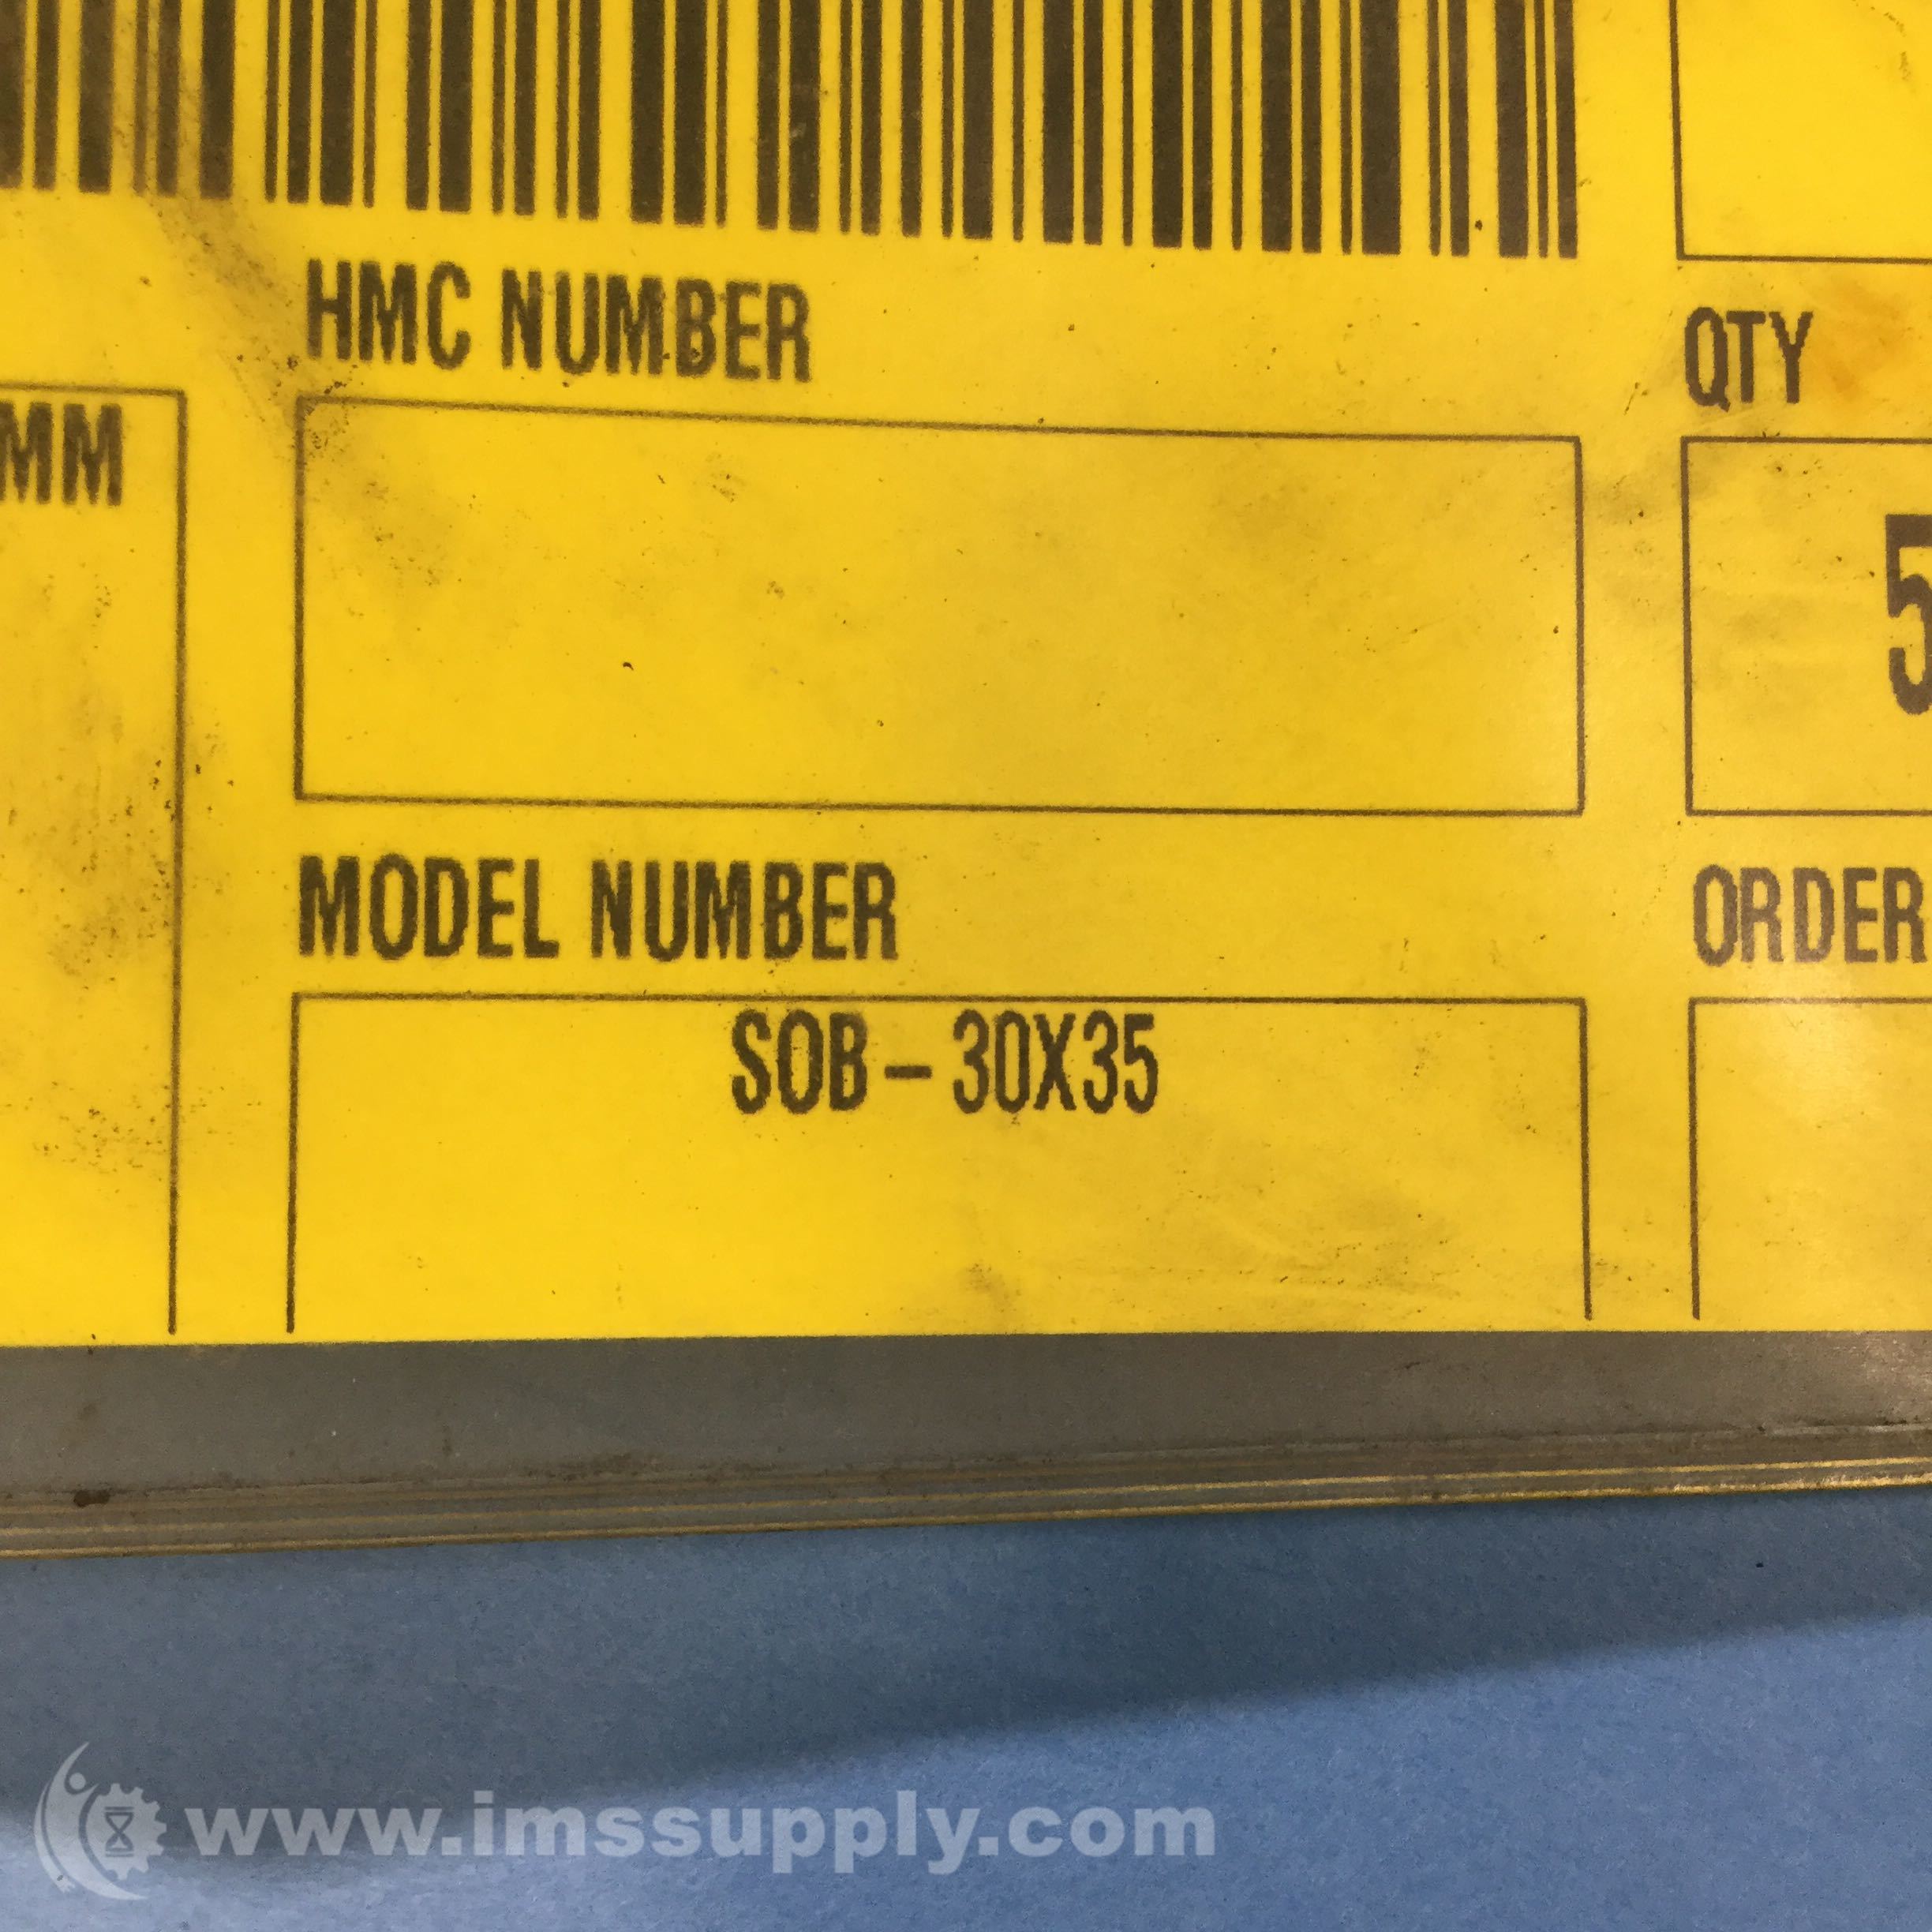 HMC NUMBER
QTY
MM
5
MODEL NUMBER
ORDER
SOB-30X35
www.imssupply.com